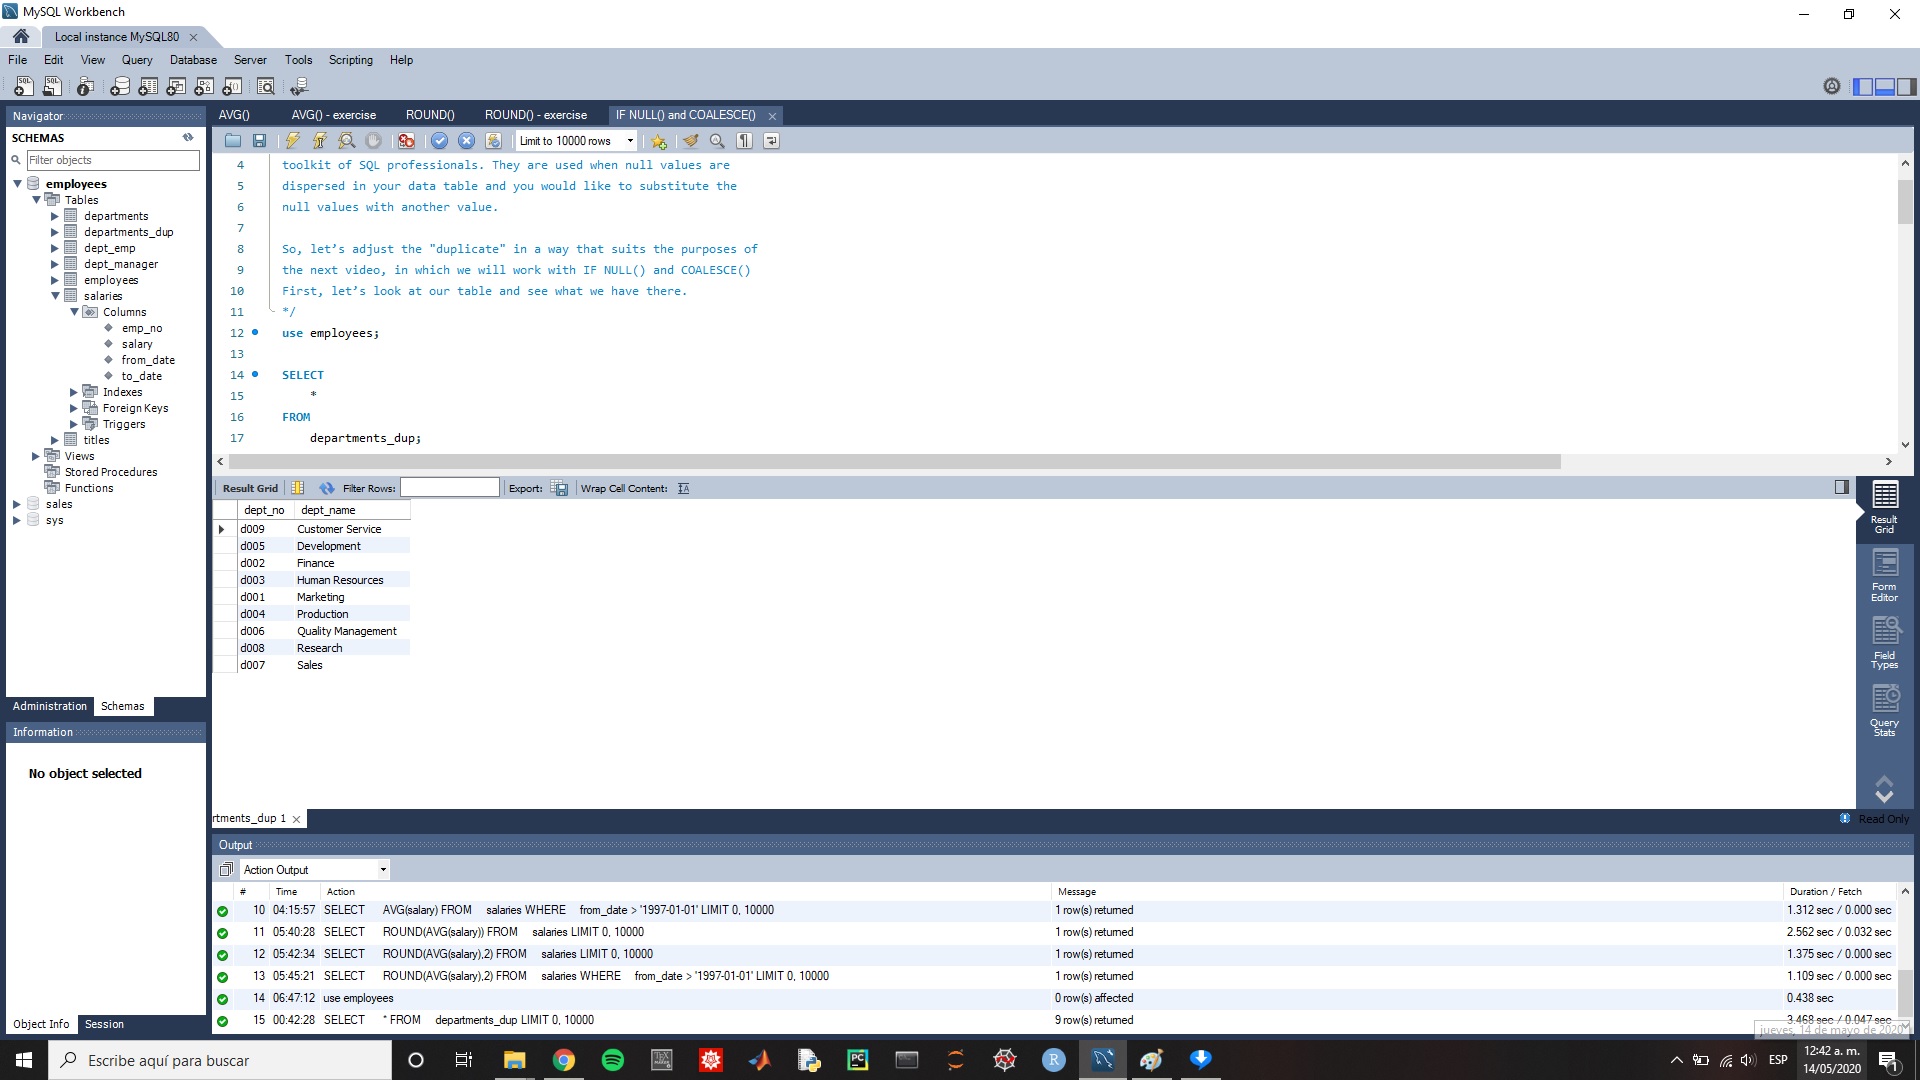 MySQL Workbench
Local instance MySQL80
File Edit View Query Database Server Tools Scripting Help
Navigator
SCHEMAS
Filter objects
employees
Tables
departments
departments_dup
dept_emp
dept_manager
employees
salaries
Columns
emp_no
salary
from_date
to_date
Indexes
Foreign Keys
Triggers
titles
Views
Stored Procedures
Functions
sales
sys
Administration Schemas
Information
No object selected
Object Info Session
AVG() AVG() - exercise ROUND() ROUND() - exercise IF NULL() and COALESCE()
Limit to 10000 rows
4 toolkit of SQL professionals. They are used when null values are
5 dispersed in your data table and you would like to substitute the
6 null values with another value.
7
8 So, let’s adjust the "duplicate" in a way that suits the purposes of
9 the next video, in which we will work with IF NULL() and COALESCE()
10 First, let’s look at our table and see what we have there.
11 */
12 use employees;
13
14 SELECT
15 *
16 FROM
17 departments_dup;
Result Grid Filter Rows: Export: Wrap Cell Content:
dept_no dept_name
d009 Customer Service
d005 Development
d002 Finance
d003 Human Resources
d001 Marketing
d004 Production
d006 Quality Management
d008 Research
d007 Sales
Result
Grid
Form
Editor
Field
Types
Query
Stats
rtments_dup 1
Read Only
Output
Action Output
# Time Action Message Duration / Fetch
10 04:15:57 SELECT AVG(salary) FROM salaries WHERE from_date > '1997-01-01' LIMIT 0, 10000 1 row(s) returned 1.312 sec / 0.000 sec
11 05:40:28 SELECT ROUND(AVG(salary)) FROM salaries LIMIT 0, 10000 1 row(s) returned 2.562 sec / 0.032 sec
12 05:42:34 SELECT ROUND(AVG(salary),2) FROM salaries LIMIT 0, 10000 1 row(s) returned 1.375 sec / 0.000 sec
13 05:45:21 SELECT ROUND(AVG(salary),2) FROM salaries WHERE from_date > '1997-01-01' LIMIT 0, 10000 1 row(s) returned 1.109 sec / 0.000 sec
14 06:47:12 use employees 0 row(s) affected 0.438 sec
15 00:42:28 SELECT * FROM departments_dup LIMIT 0, 10000 9 row(s) returned 3.468 sec / 0.047 sec
jueves, 14 de mayo de 2020
Escribe aquí para buscar
ESP
12:42 a. m.
14/05/2020
1